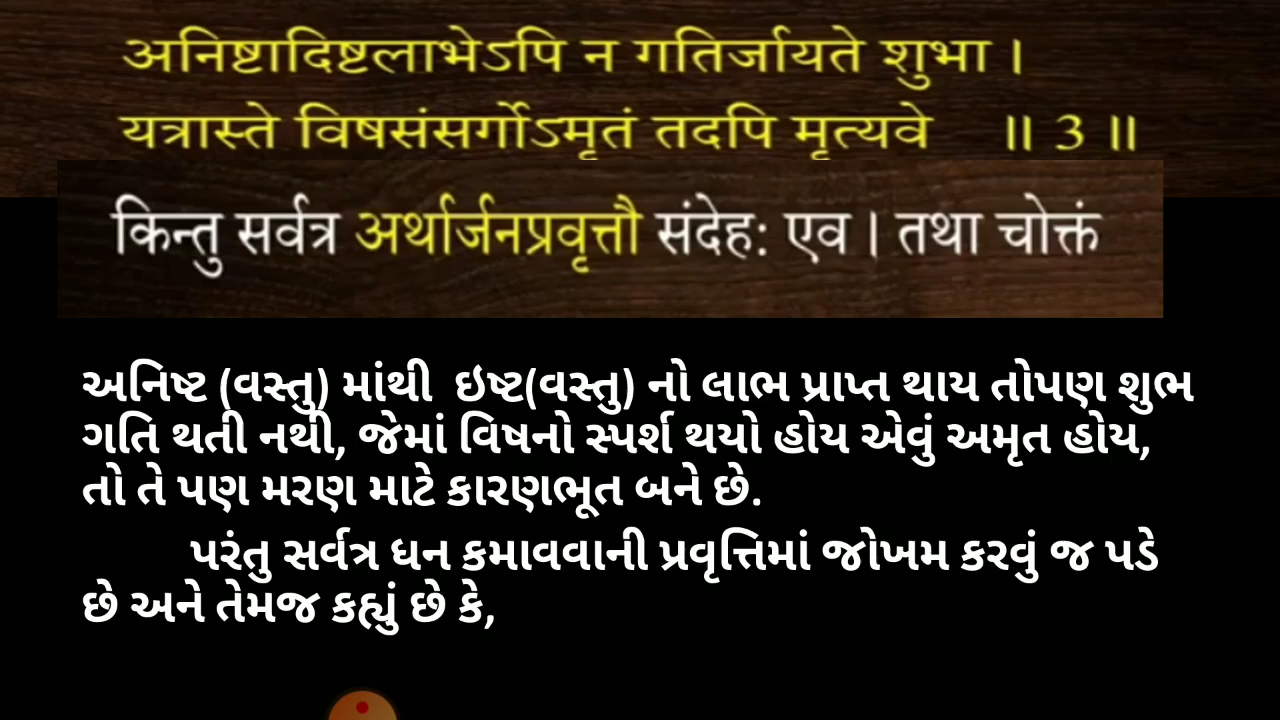 अनिष्टादिष्टलाभेऽपि न गतिर्जायते शुभा ।
यत्रास्ते विषसंसर्गोऽमृतं तदपि मृत्यवे ॥ 3 ॥
किन्तु सर्वत्र अर्थार्जनप्रवृत्तौ संदेह: एव । तथा चोक्तं
અનિષ્ટ (વસ્તુ) માંથી ઇષ્ટ(વસ્તુ) નો લાભ પ્રાપ્ત થાય તોપણ શુભ
ગતિ થતી નથી, જેમાં વિષનો સ્પર્શ થયો હોય એવું અમૃત હોય,
તો તે પણ મરણ માટે કારણભૂત બને છે.
પરંતુ સર્વત્ર ધન કમાવવાની પ્રવૃત્તિમાં જોખમ કરવું જ પડે
છે અને તેમજ કહ્યું છે કે,